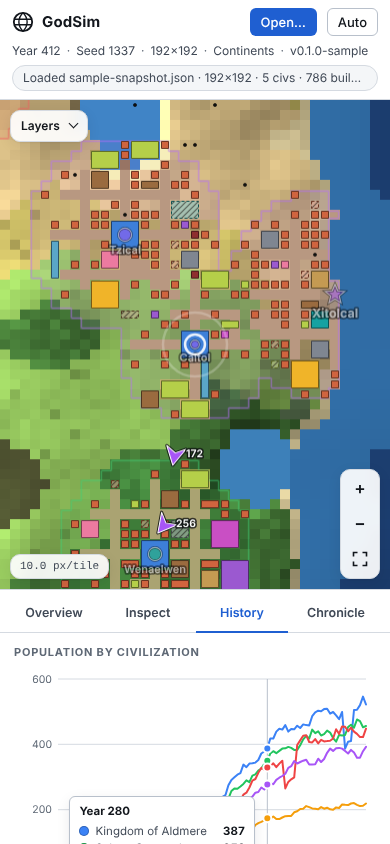 GodSim
Open...
Auto
Year 412 · Seed 1337 · 192×192 · Continents · v0.1.0-sample
Loaded sample-snapshot.json · 192×192 · 5 civs · 786 buil...
Layers
Tzical
Xitolcal
Caltol
172
256
Wenaelwen
+
−
10.0 px/tile
Overview
Inspect
History
Chronicle
POPULATION BY CIVILIZATION
600
400
200
Year 280
Kingdom of Aldmere 387